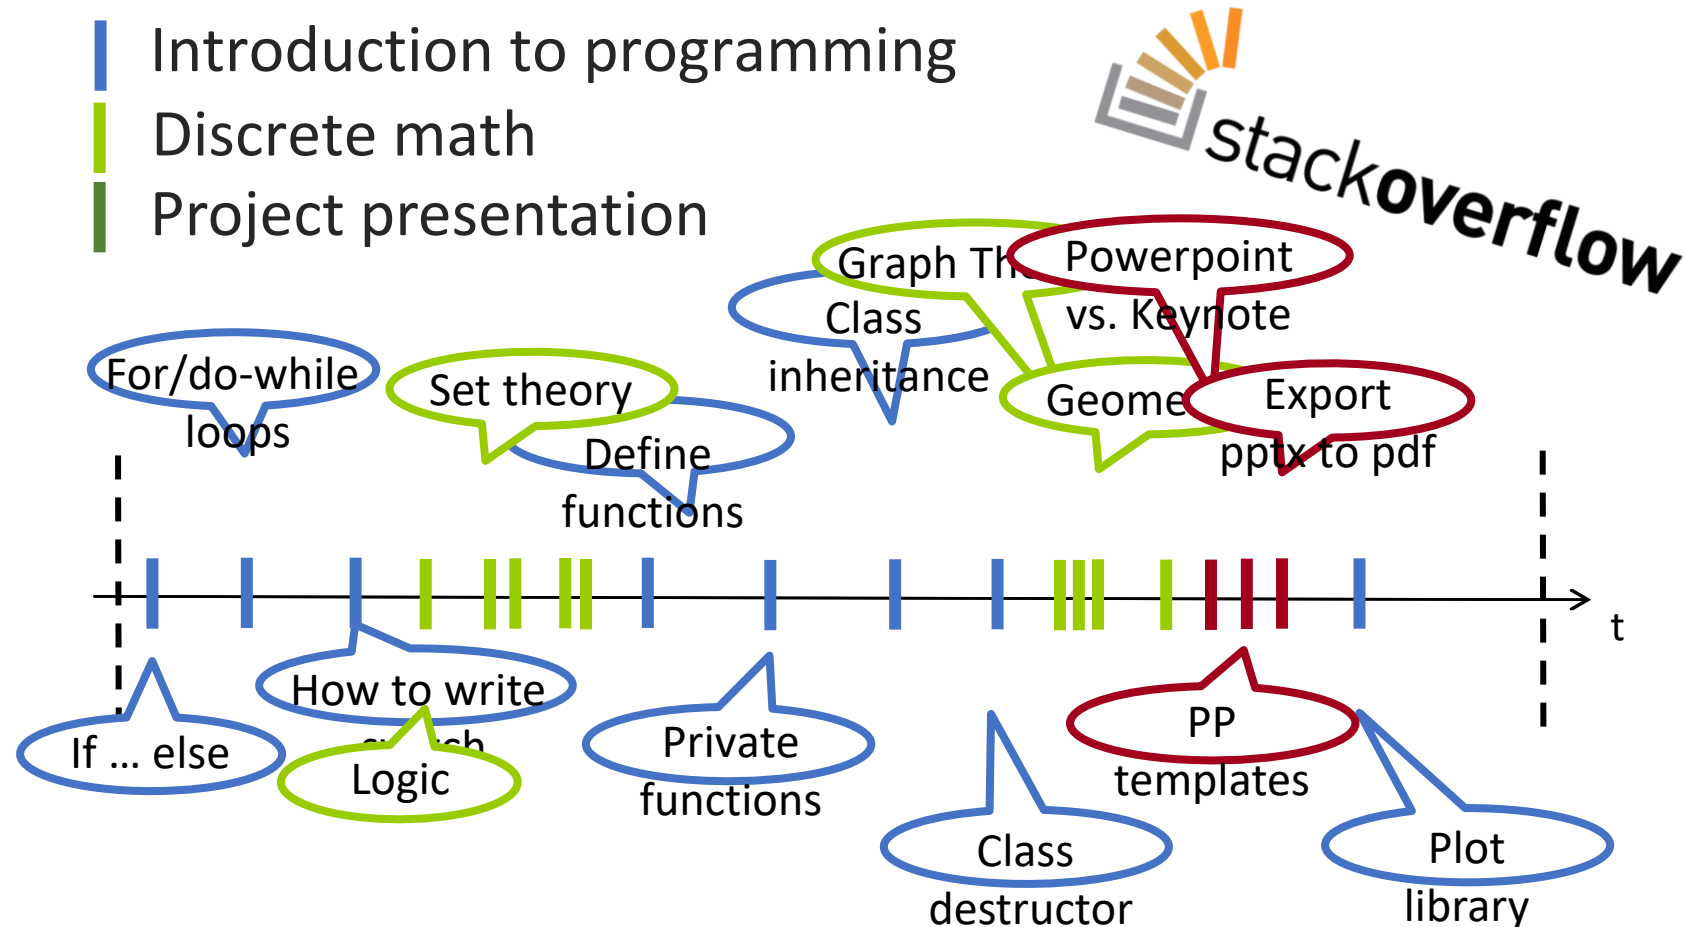 Introduction to programming
Discrete math
Project presentation
stackoverflow
Graph Th
Powerpoint
vs. Keynote
Class
inheritance
For/do-while
loops
Set theory
Define
functions
Geome
Export
pptx to pdf
t
If ... else
How to write
Logic
Private
functions
PP
templates
Class
destructor
Plot
library